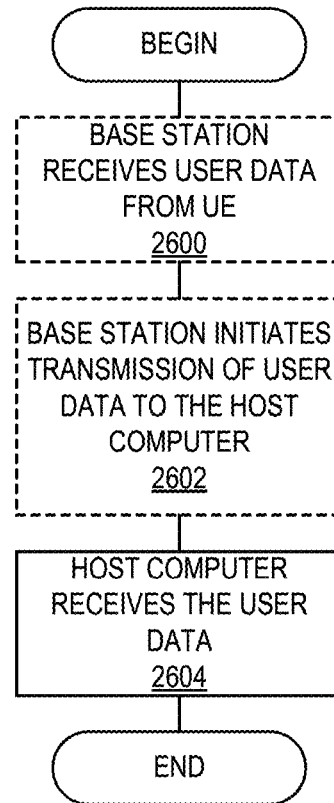 BEGIN
BASE STATION
RECEIVES USER DATA
FROM UE
2600
BASE STATION INITIATES
TRANSMISSION OF USER
DATA TO THE HOST
COMPUTER
2602
HOST COMPUTER
RECEIVES THE USER
DATA
2604
END